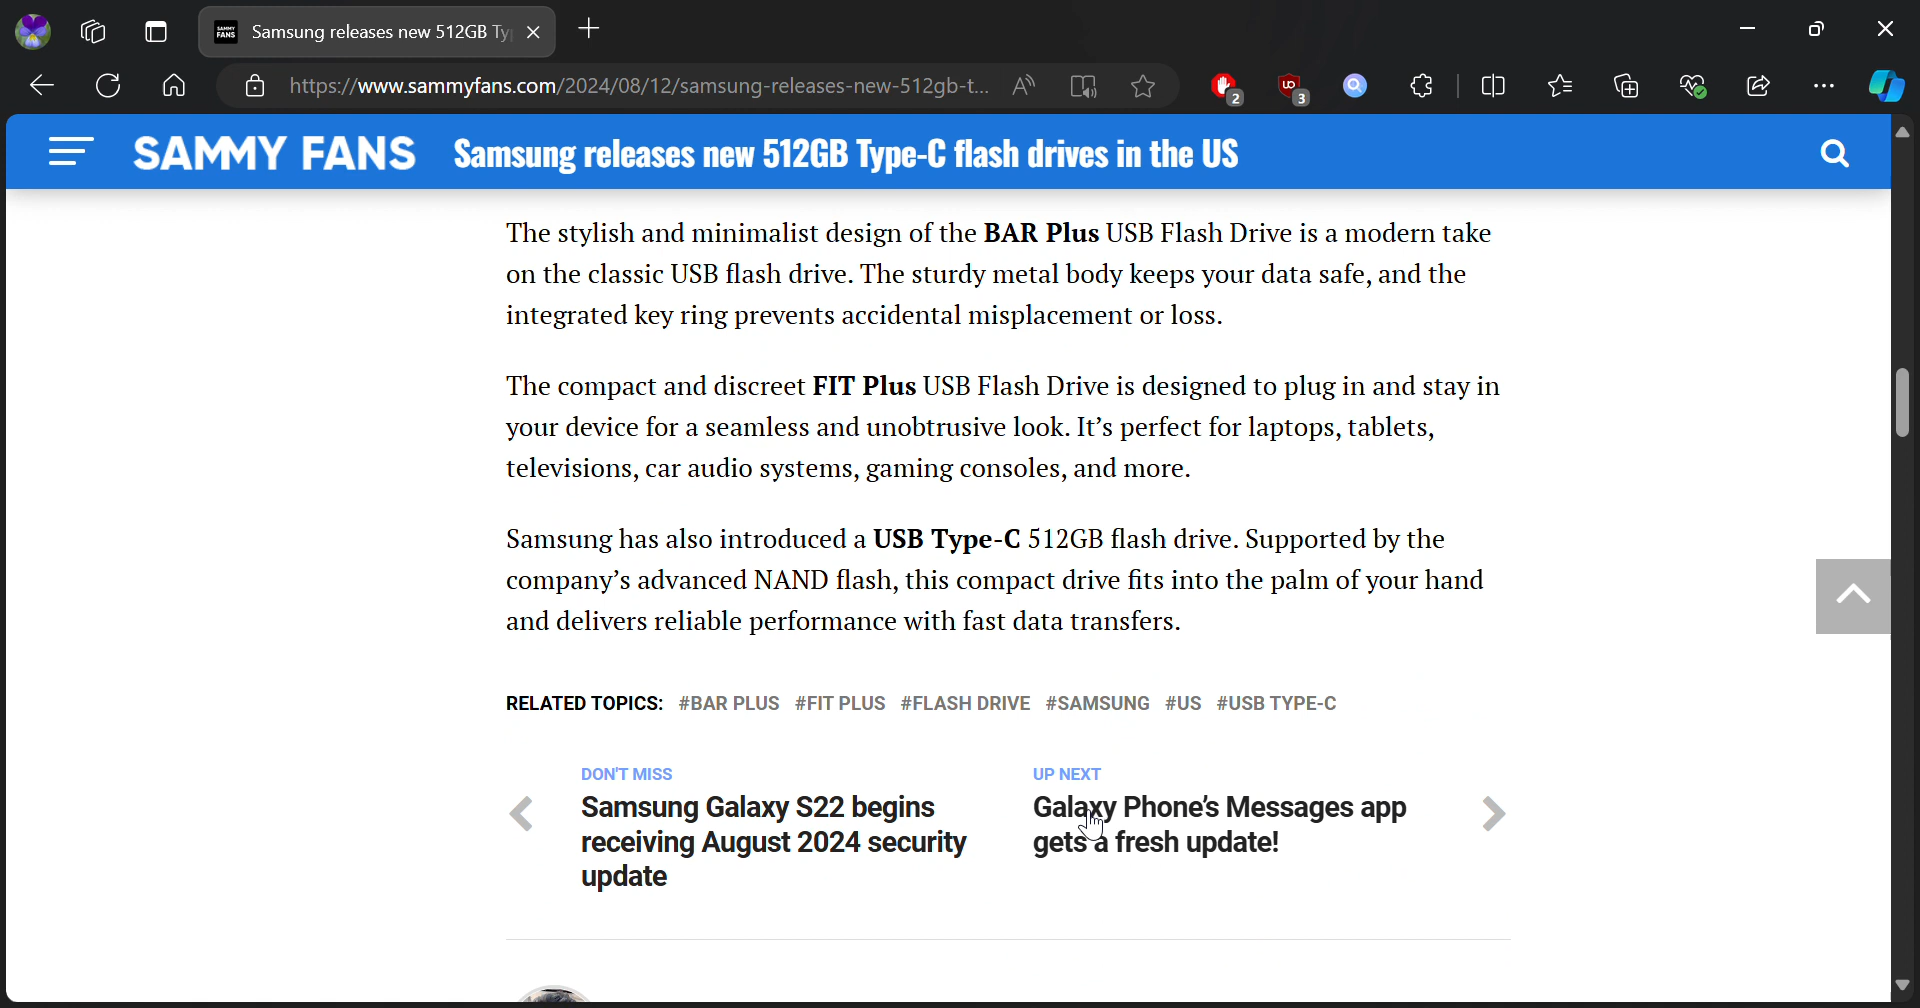 Samsung releases new 512GB Ty
https://www.sammyfans.com/2024/08/12/samsung-releases-new-512gb-t...
2
3
SAMMY FANS Samsung releases new 512GB Type-C flash drives in the US
The stylish and minimalist design of the BAR Plus USB Flash Drive is a modern take
on the classic USB flash drive. The sturdy metal body keeps your data safe, and the
integrated key ring prevents accidental misplacement or loss.
The compact and discreet FIT Plus USB Flash Drive is designed to plug in and stay in
your device for a seamless and unobtrusive look. It’s perfect for laptops, tablets,
televisions, car audio systems, gaming consoles, and more.
Samsung has also introduced a USB Type-C 512GB flash drive. Supported by the
company’s advanced NAND flash, this compact drive fits into the palm of your hand
and delivers reliable performance with fast data transfers.
RELATED TOPICS: #BAR PLUS #FIT PLUS #FLASH DRIVE #SAMSUNG #US #USB TYPE-C
DON'T MISS
Samsung Galaxy S22 begins
receiving August 2024 security
update
UP NEXT
Galaxy Phone’s Messages app
gets a fresh update!